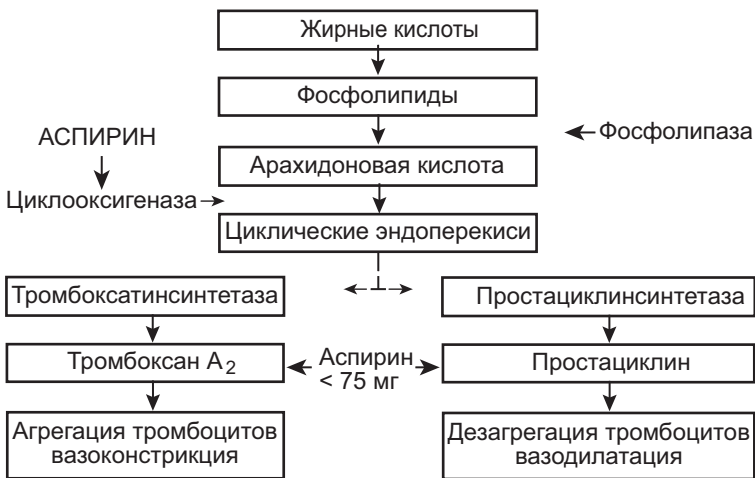 Жирные кислоты
Фосфолипиды
АСПИРИН
Фосфолипаза
Арахидоновая кислота
Циклооксигеназа
Циклические эндоперекиси
Тромбоксатинсинтетаза
Простациклинсинтетаза
Тромбоксан А2
Аспирин
< 75 мг
Простациклин
Агрегация тромбоцитов
вазоконстрикция
Дезагрегация тромбоцитов
вазодилатация